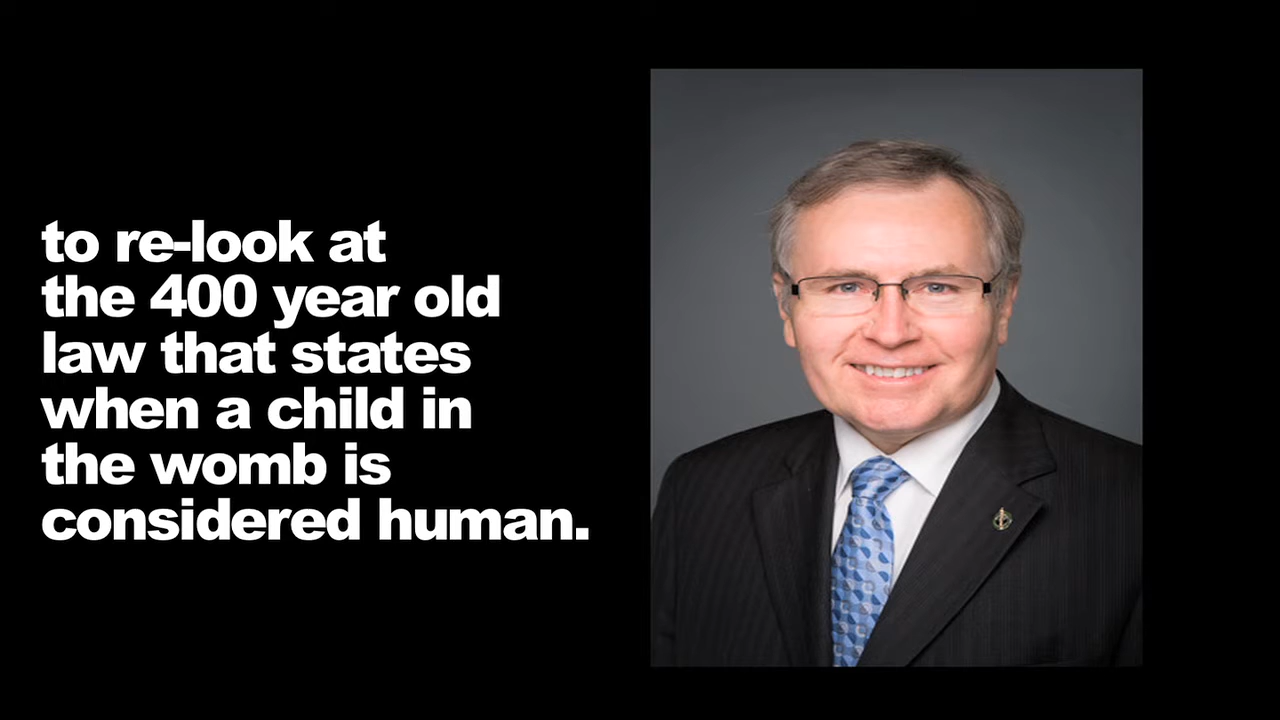 to re-look at
the 400 year old
law that states
when a child in
the womb is
considered human.